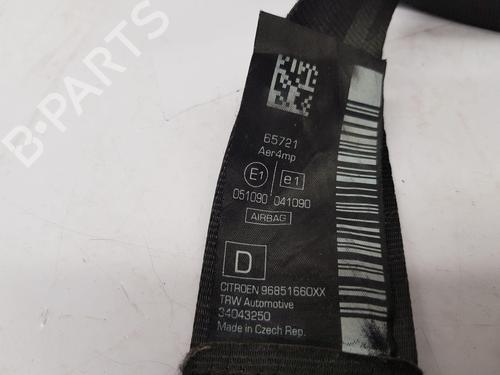 B-PARTS
65721
Aer4mp
E1 e1
051090 041090
AIRBAG
D
CITROEN 96851660XX
TRW Automotive
34043250
Made in Czech Rep.